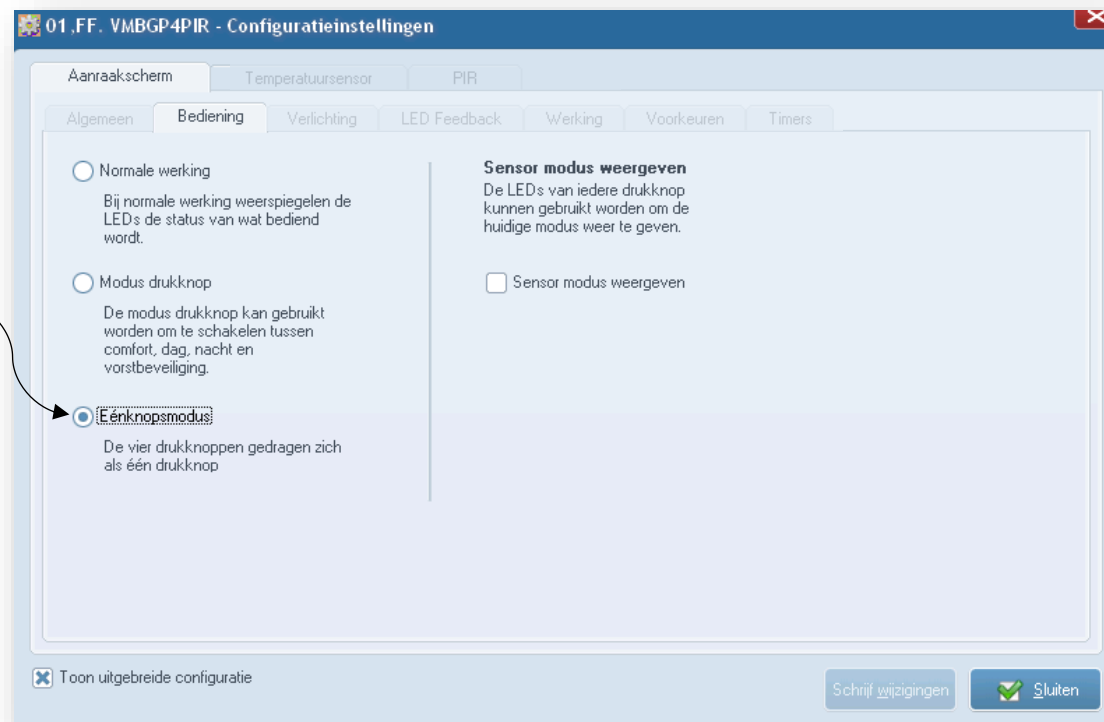 01,FF. VMBGP4PIR - Configuratieinstellingen
Aanraakscherm Temperatuursensor PIR
Algemeen Bediening Verlichting LED Feedback Werking Voorkeuren Timers
Normale werking
Bij normale werking weerspiegelen de
LEDs de status van wat bediend
wordt.
Modus drukknop
De modus drukknop kan gebruikt
worden om te schakelen tussen
comfort, dag, nacht en
vorstbeveiliging.
Eénknopsmodus
De vier drukknoppen gedragen zich
als één drukknop
Sensor modus weergeven
De LEDs van iedere drukknop
kunnen gebruikt worden om de
huidige modus weer te geven.
Sensor modus weergeven
Toon uitgebreide configuratie
Schrijf wijzigingen Sluiten